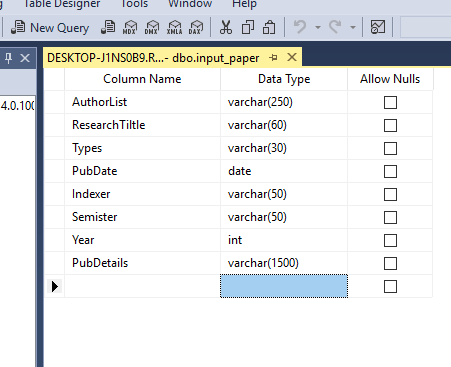 Table Designer Tools Window Help
New Query MDX DMX XMLA DAX
DESKTOP-J1NS0B9.R...- dbo.input_paper
Column Name Data Type Allow Nulls
4.0.100
AuthorList varchar(250)
ResearchTiltle varchar(60)
Types varchar(30)
PubDate date
Indexer varchar(50)
Semister varchar(50)
Year int
PubDetails varchar(1500)